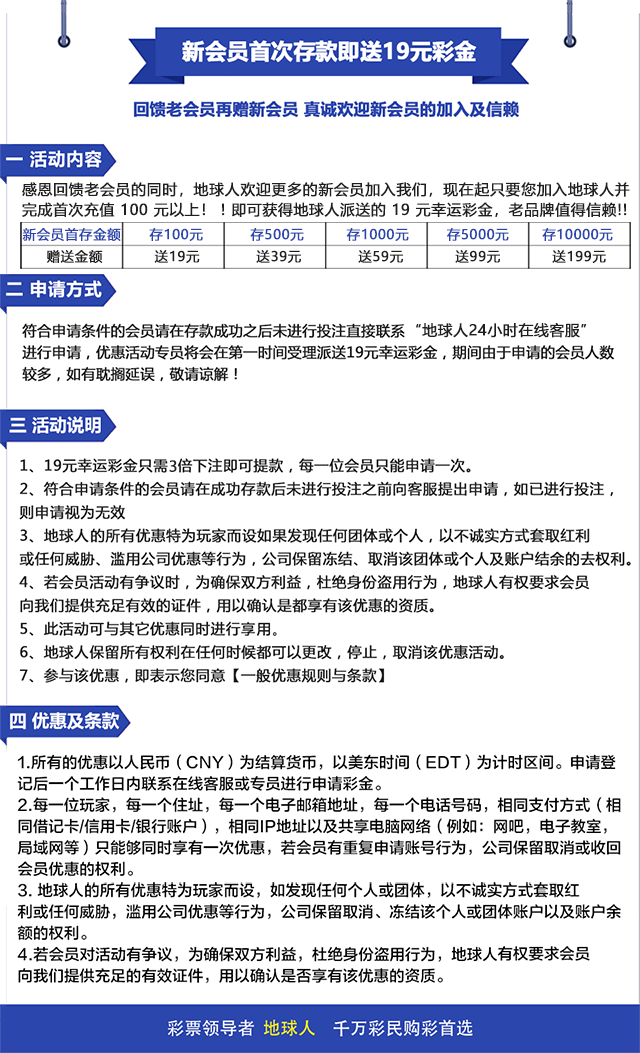 新会员首次存款即送19元彩金
回馈老会员再赠新会员 真诚欢迎新会员的加入及信赖
一 活动内容
感恩回馈老会员的同时，地球人欢迎更多的新会员加入我们，现在起只要您加入地球人并
完成首次充值 100 元以上！！即可获得地球人派送的 19 元幸运彩金，老品牌值得信赖!!
新会员首存金额 存100元 存500元 存1000元 存5000元 存10000元
赠送金额 送19元 送39元 送59元 送99元 送199元
二 申请方式
符合申请条件的会员请在存款成功之后未进行投注直接联系 “地球人24小时在线客服”
进行申请，优惠活动专员将会在第一时间受理派送19元幸运彩金，期间由于申请的会员人数
较多，如有耽搁延误，敬请谅解！
三 活动说明
1、19元幸运彩金只需3倍下注即可提款，每一位会员只能申请一次。
2、符合申请条件的会员请在成功存款后未进行投注之前向客服提出申请，如已进行投注，
则申请视为无效
3、地球人的所有优惠特为玩家而设如果发现任何团体或个人，以不诚实方式套取红利
或任何威胁、滥用公司优惠等行为，公司保留冻结、取消该团体或个人及账户结余的去权利。
4、若会员活动有争议时，为确保双方利益，杜绝身份盗用行为，地球人有权要求会员
向我们提供充足有效的证件，用以确认是都享有该优惠的资质。
5、此活动可与其它优惠同时进行享用。
6、地球人保留所有权利在任何时候都可以更改，停止，取消该优惠活动。
7、参与该优惠，即表示您同意【一般优惠规则与条款】
四 优惠及条款
1.所有的优惠以人民币（CNY）为结算货币，以美东时间（EDT）为计时区间。申请登
记后一个工作日内联系在线客服或专员进行申请彩金。
2.每一位玩家，每一个住址，每一个电子邮箱地址，每一个电话号码，相同支付方式（相
同借记卡/信用卡/银行账户），相同IP地址以及共享电脑网络（例如：网吧，电子教室，
局域网等）只能够同时享有一次优惠，若会员有重复申请账号行为，公司保留取消或收回
会员优惠的权利。
3. 地球人的所有优惠特为玩家而设，如发现任何个人或团体，以不诚实方式套取红
利或任何威胁，滥用公司优惠等行为，公司保留取消、冻结该个人或团体账户以及账户余
额的权利。
4.若会员对活动有争议，为确保双方利益，杜绝身份盗用行为，地球人有权要求会员
向我们提供充足的有效证件，用以确认是否享有该优惠的资质。
彩票领导者 地球人 千万彩民购彩首选